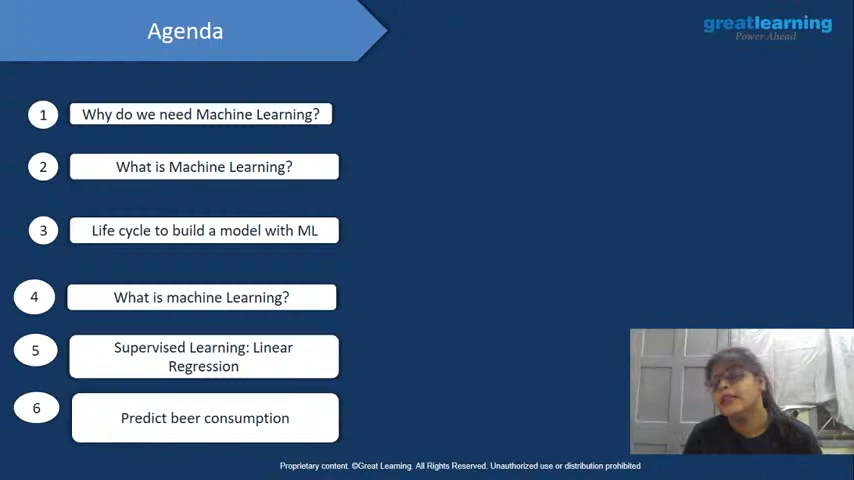 Agenda
greatlearning
Power Ahead
1 Why do we need Machine Learning?
2 What is Machine Learning?
3 Life cycle to build a model with ML
4 What is machine Learning?
5 Supervised Learning: Linear
Regression
6 Predict beer consumption
Proprietary content. ©Great Learning. All Rights Reserved. Unauthorized use or distribution prohibited